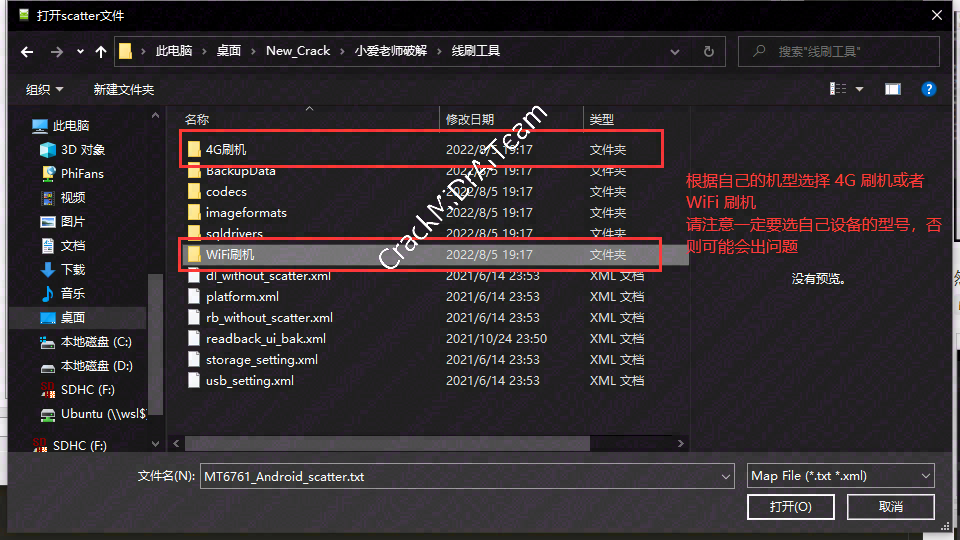 打开scatter文件
此电脑 › 桌面 › New_Crack › 小爱老师破解 › 线刷工具
搜索"线刷工具"
组织
新建文件夹
此电脑
3D 对象
PhiFans
视频
图片
文档
下载
音乐
桌面
本地磁盘 (C:)
本地磁盘 (D:)
SDHC (F:)
Ubuntu (\\wsl$)
SDHC (F:)
名称 修改日期 类型
4G刷机 2022/8/5 19:17 文件夹
BackupData 2022/8/5 19:17 文件夹
codecs 2022/8/5 19:17 文件夹
imageformats 2022/8/5 19:17 文件夹
sqldrivers 2022/8/5 19:17 文件夹
WiFi刷机 2022/8/5 19:17 文件夹
dl_without_scatter.xml 2021/6/14 23:53 XML 文档
platform.xml 2021/6/14 23:53 XML 文档
rb_without_scatter.xml 2021/6/14 23:53 XML 文档
readback_ui_bak.xml 2021/10/24 23:50 XML 文档
storage_setting.xml 2021/6/14 23:53 XML 文档
usb_setting.xml 2021/6/14 23:53 XML 文档
CrackMiDrAiTeam
根据自己的机型选择 4G 刷机或者
WiFi 刷机
请注意一定要选自己设备的型号，否
则可能会出问题
没有预览。
文件名(N): MT6761_Android_scatter.txt
Map File (*.txt *.xml)
打开(O)
取消